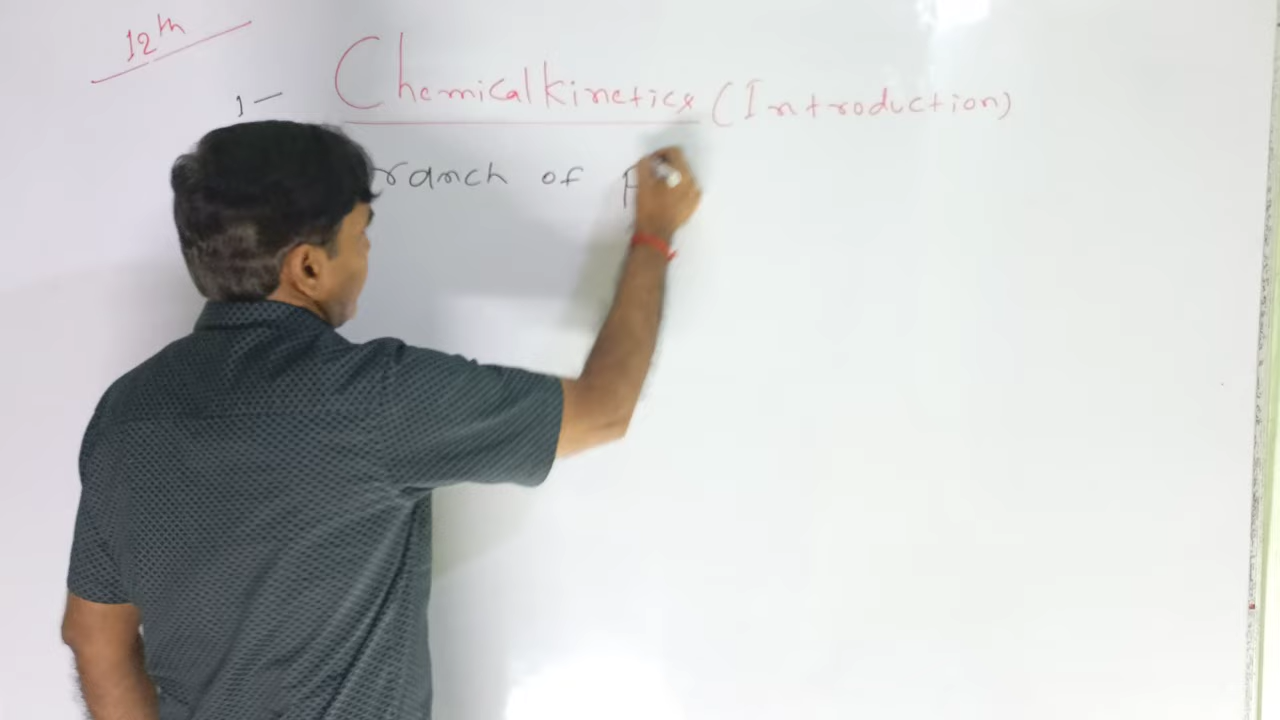 12th
Chemical kinetics (Introduction)
1-
ranch of